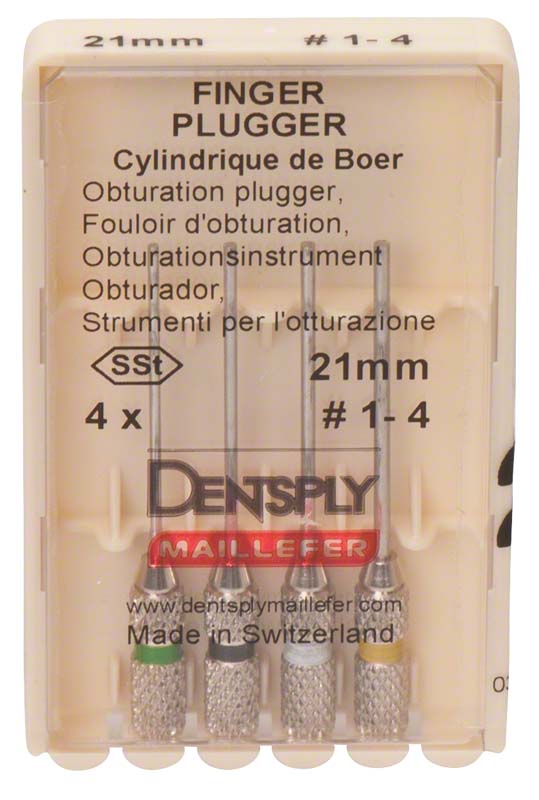 21mm # 1-4
FINGER
PLUGGER
Cylindrique de Boer
Obturation plugger,
Fouloir d'obturation,
Obturationsinstrument
Obturador,
Strumenti per l'otturazione
SSt 21mm
4 x # 1-4
DENTSPLY
MAILLEFER
www.dentsplymaillefer.com
Made in Switzerland